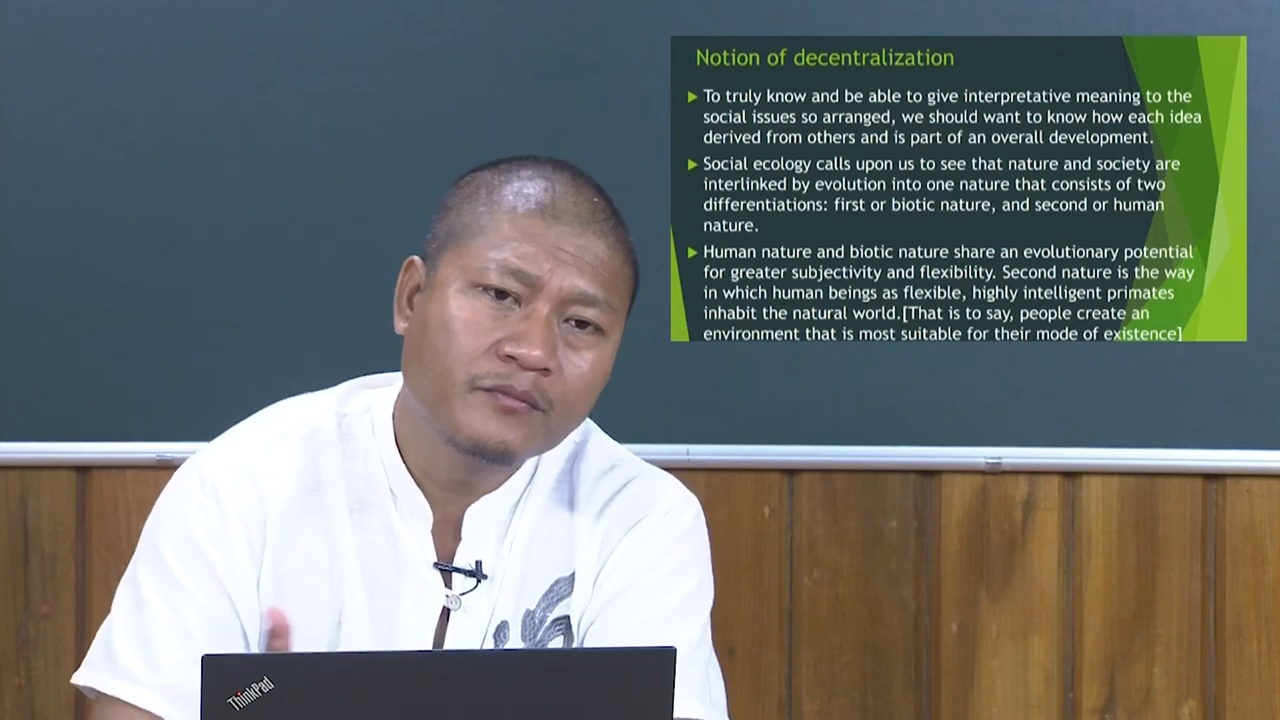 Notion of decentralization
To truly know and be able to give interpretative meaning to the
social issues so arranged, we should want to know how each idea
derived from others and is part of an overall development.
Social ecology calls upon us to see that nature and society are
interlinked by evolution into one nature that consists of two
differentiations: first or biotic nature, and second or human
nature.
Human nature and biotic nature share an evolutionary potential
for greater subjectivity and flexibility. Second nature is the way
in which human beings as flexible, highly intelligent primates
inhabit the natural world.[That is to say, people create an
environment that is most suitable for their mode of existence]
ThinkPad